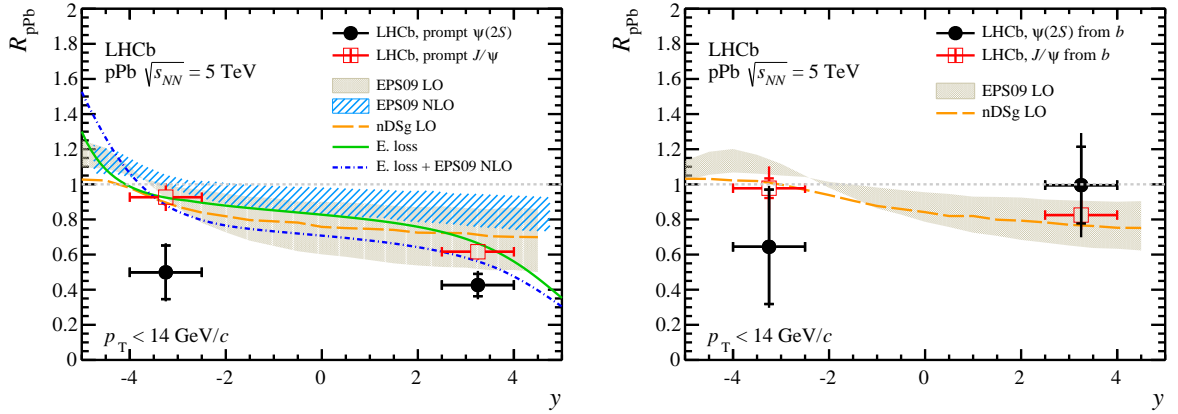 R_pPb
2
1.8
1.6
1.4
1.2
1
0.8
0.6
0.4
0.2
0
LHCb
pPb √s_NN = 5 TeV
LHCb, prompt ψ(2S)
LHCb, prompt J/ψ
EPS09 LO
EPS09 NLO
nDSg LO
E. loss
E. loss + EPS09 NLO
p_T < 14 GeV/c
-4 -2 0 2 4
y
R_pPb
2
1.8
1.6
1.4
1.2
1
0.8
0.6
0.4
0.2
0
LHCb
pPb √s_NN = 5 TeV
LHCb, ψ(2S) from b
LHCb, J/ψ from b
EPS09 LO
nDSg LO
p_T < 14 GeV/c
-4 -2 0 2 4
y